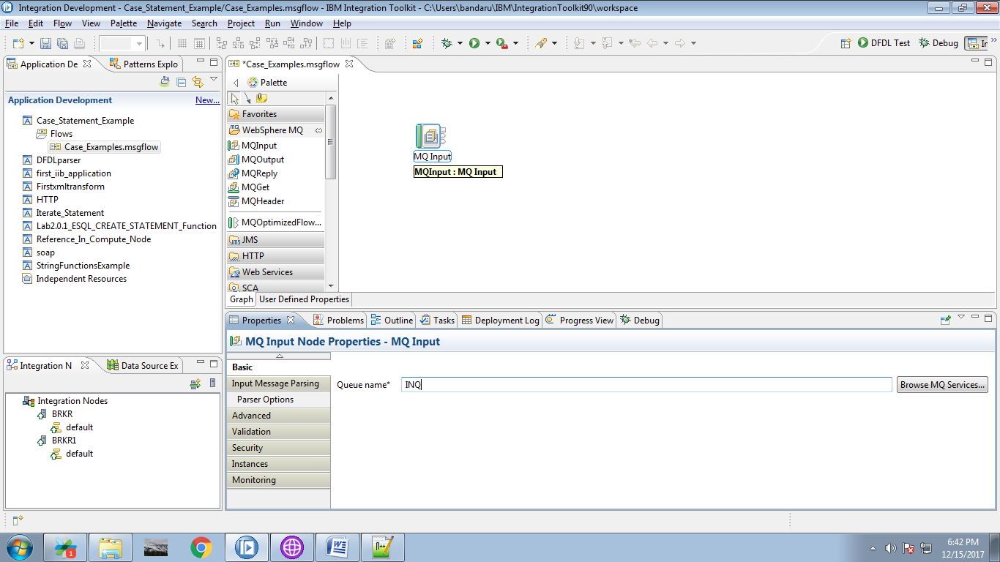 Integration Development - Case_Statement_Example/Case_Examples.msgflow - IBM Integration Toolkit - C:\Users\bandaru\IBM\IntegrationToolkit90\workspace
File Edit Flow View Palette Navigate Search Project Run Window Help
DFDL Test Debug In
Application De Patterns Explo
Application Development New...
Case_Statement_Example
Flows
Case_Examples.msgflow
DFDLparser
first_iib_application
Firstxmltransform
HTTP
Iterate_Statement
Lab2.0.1_ESQL_CREATE_STATEMENT_Function
Reference_In_Compute_Node
soap
StringFunctionsExample
Independent Resources
Integration N Data Source Ex
Integration Nodes
BRKR
default
BRKR1
default
*Case_Examples.msgflow
Palette
Favorites
WebSphere MQ
MQInput
MQOutput
MQReply
MQGet
MQHeader
MQOptimizedFlow...
JMS
HTTP
Web Services
SCA
MQ Input
MQInput : MQ Input
Graph User Defined Properties
Properties Problems Outline Tasks Deployment Log Progress View Debug
MQ Input Node Properties - MQ Input
Basic
Input Message Parsing
Parser Options
Advanced
Validation
Security
Instances
Monitoring
Queue name* INQ Browse MQ Services...
1
N++
6:42 PM
12/15/2017